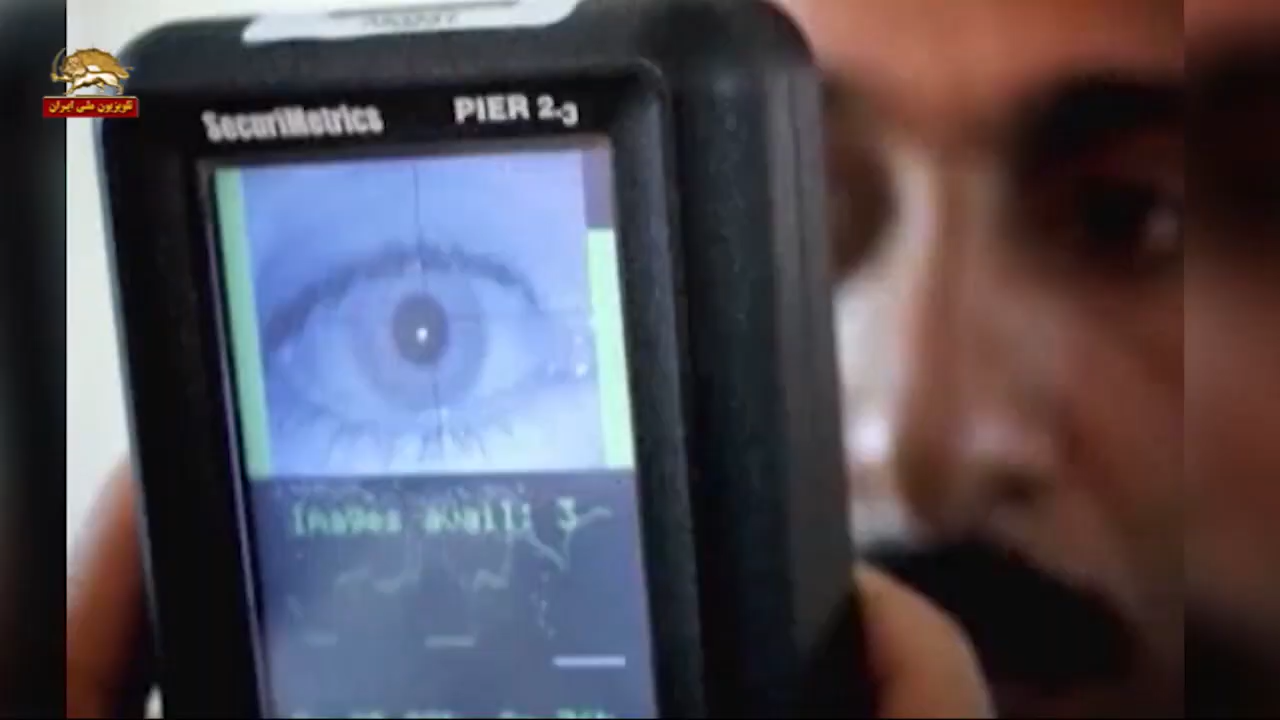 تلویزیون ملی ایران
SecuriMetrics
PIER 2.3
Images avail: 3